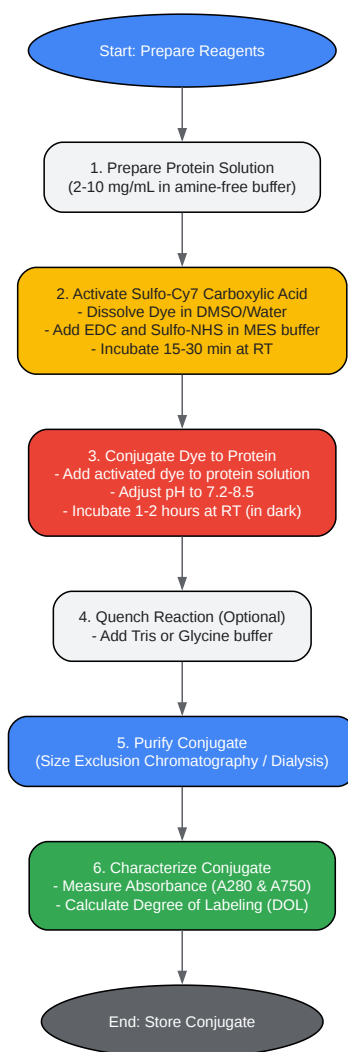 Start: Prepare Reagents
1. Prepare Protein Solution
(2-10 mg/mL in amine-free buffer)
2. Activate Sulfo-Cy7 Carboxylic Acid
- Dissolve Dye in DMSO/Water
- Add EDC and Sulfo-NHS in MES buffer
- Incubate 15-30 min at RT
3. Conjugate Dye to Protein
- Add activated dye to protein solution
- Adjust pH to 7.2-8.5
- Incubate 1-2 hours at RT (in dark)
4. Quench Reaction (Optional)
- Add Tris or Glycine buffer
5. Purify Conjugate
(Size Exclusion Chromatography / Dialysis)
6. Characterize Conjugate
- Measure Absorbance (A280 & A750)
- Calculate Degree of Labeling (DOL)
End: Store Conjugate